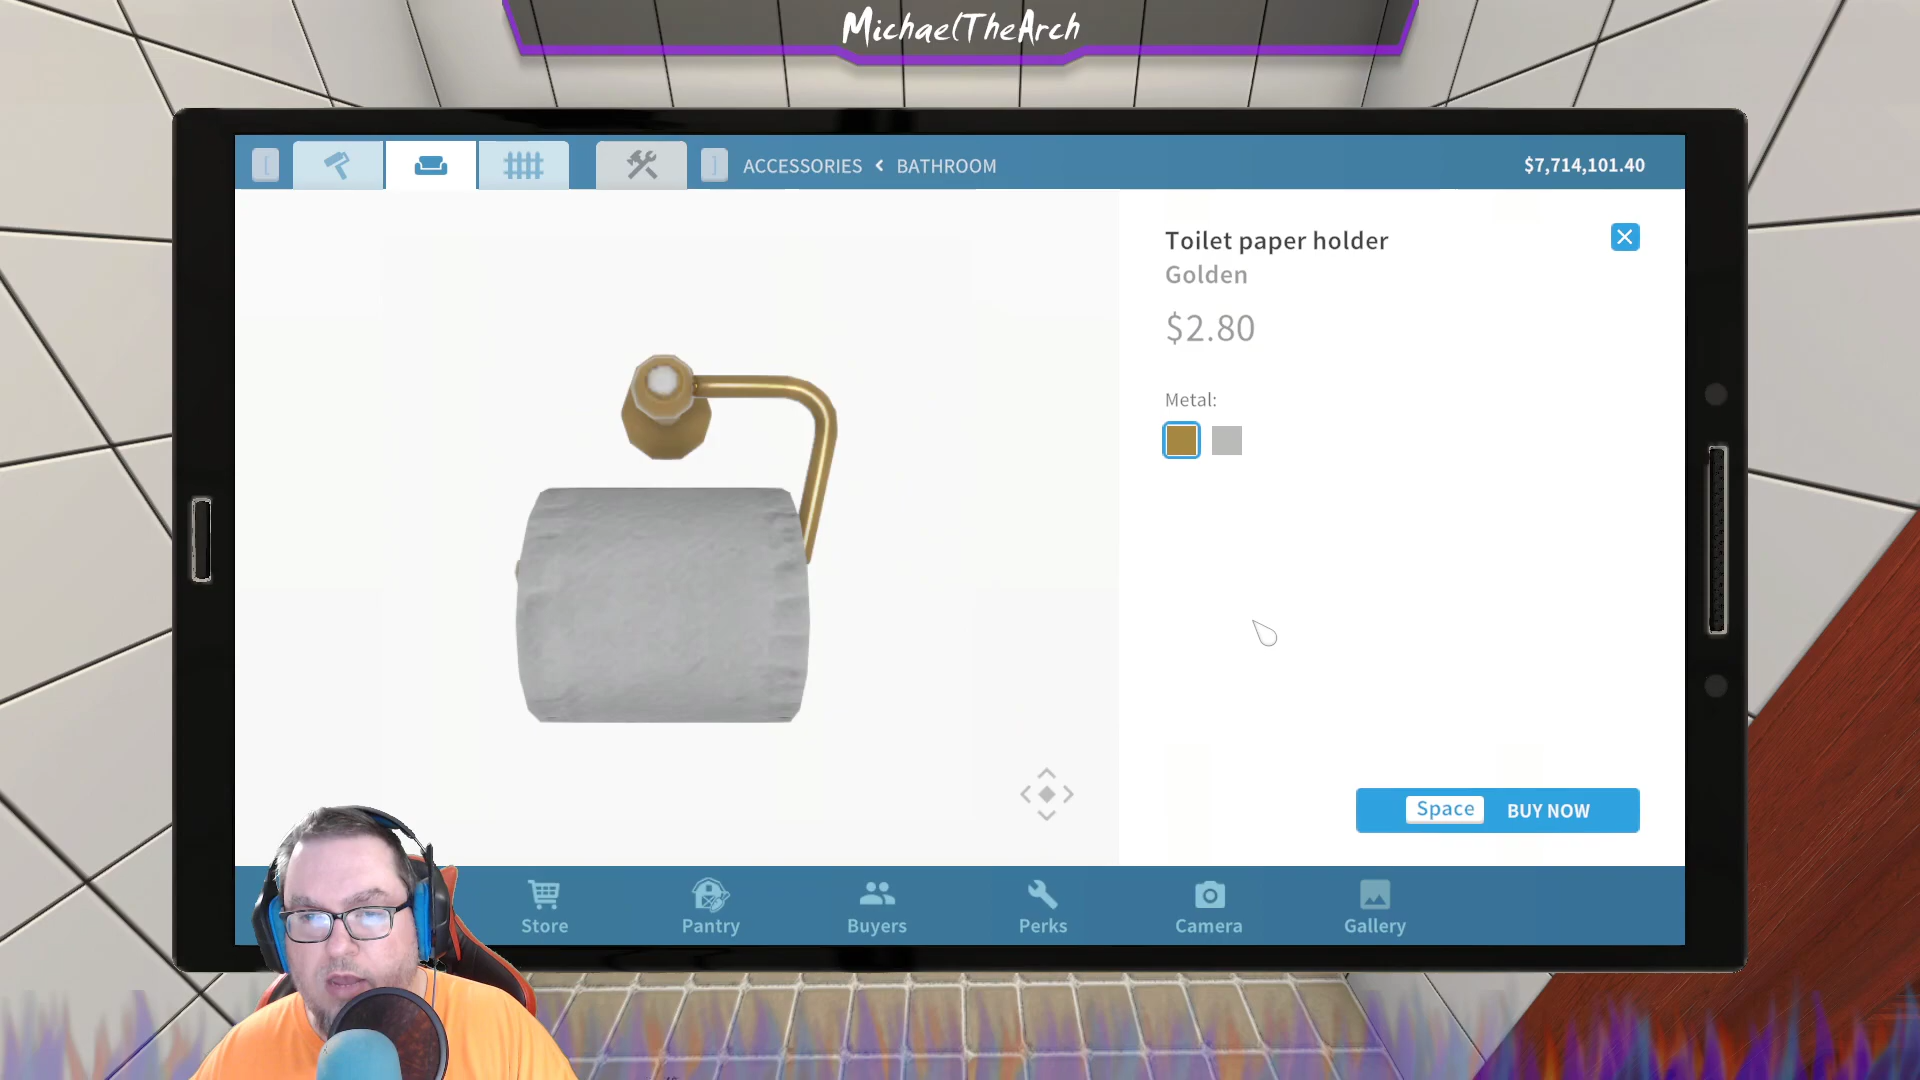 MichaelTheArch
[ ] ACCESSORIES < BATHROOM $7,714,101.40
Toilet paper holder
Golden
$2.80
Metal:
Space BUY NOW
Store Pantry Buyers Perks Camera Gallery